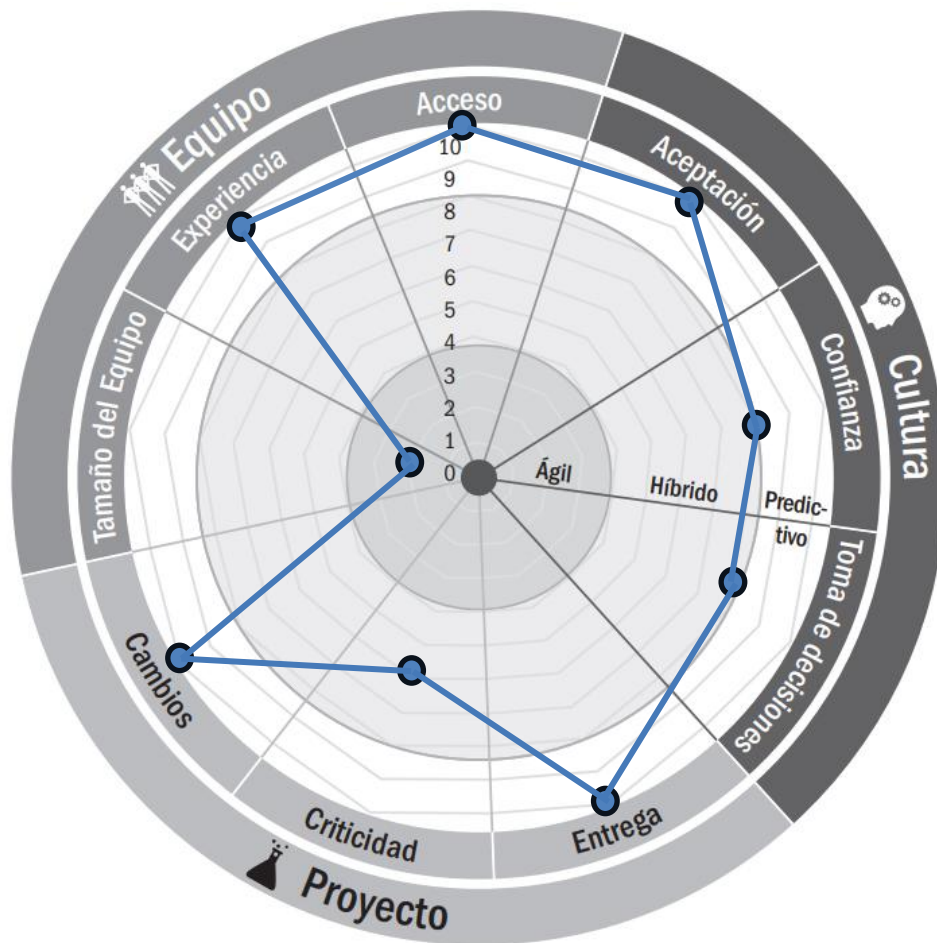 Equipo
Cultura
Proyecto
Acceso
Aceptación
Confianza
Toma de decisiones
Entrega
Criticidad
Cambios
Tamaño del Equipo
Experiencia
10
9
8
7
6
5
4
3
2
1
0
Ágil
Híbrido
Predic-
tivo